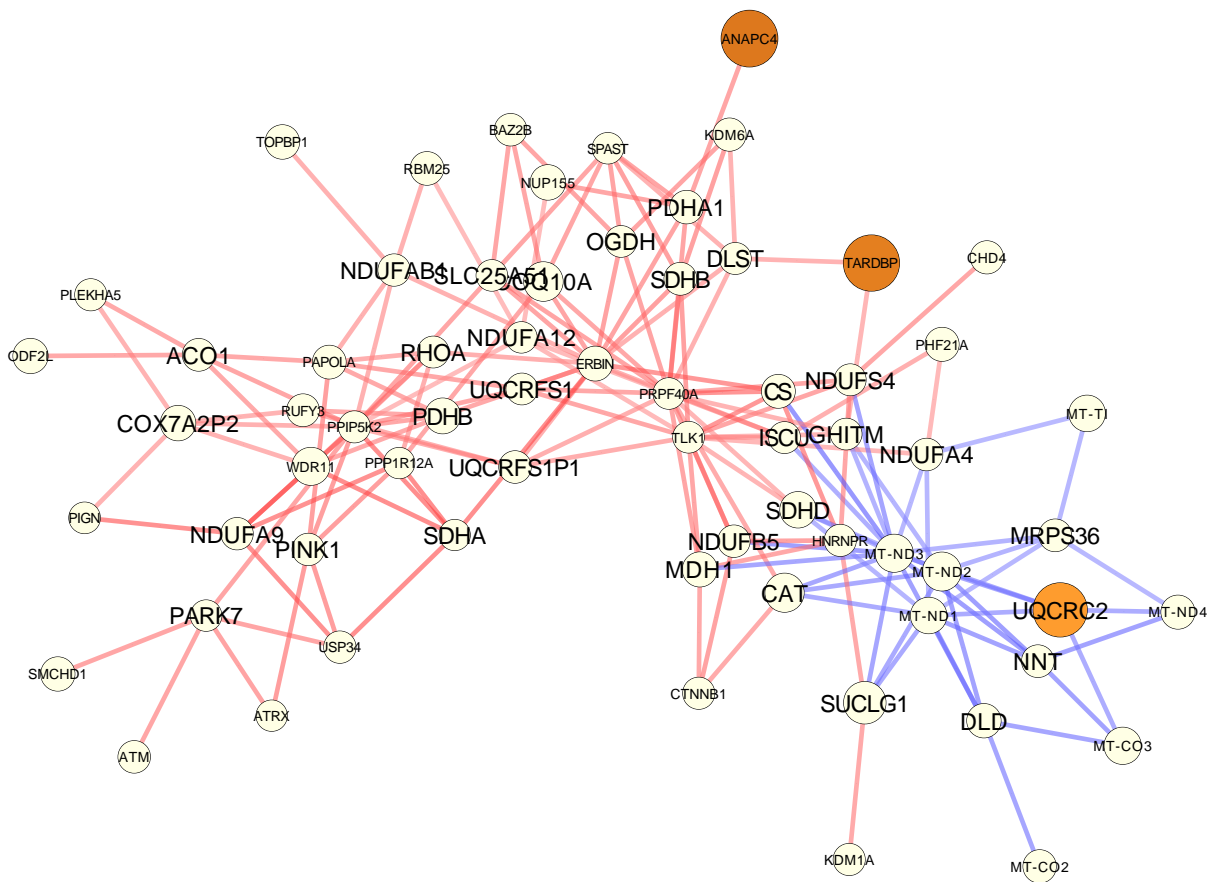 ANAPC4
TOPBP1
BAZ2B
KDM6A
SPAST
RBM25
NUP155
PDHA1
OGDH
DLST
TARDBP
CHD4
NDUFAB1
SLC25A51
COQ10A
SDHB
PLEKHA5
NDUFA12
PHF21A
ODF2L
ACO1
PAPOLA
RHOA
ERBIN
UQCRFS1
PRPF40A
CS
NDUFS4
COX7A2P2
RUFY3
PPIP5K2
PDHB
MT-TI
TLK1
ISCU
GHITM
NDUFA4
WDR11
PPP1R12A
UQCRFS1P1
PIGN
SDHD
NDUFA9
PINK1
SDHA
NDUFB5
HNRNPR
MT-ND3
MRPS36
MDH1
MT-ND2
CAT
PARK7
MT-ND1
UQCRC2
MT-ND4
USP34
SMCHD1
NNT
CTNNB1
SUCLG1
ATRX
DLD
MT-CO3
ATM
KDM1A
MT-CO2